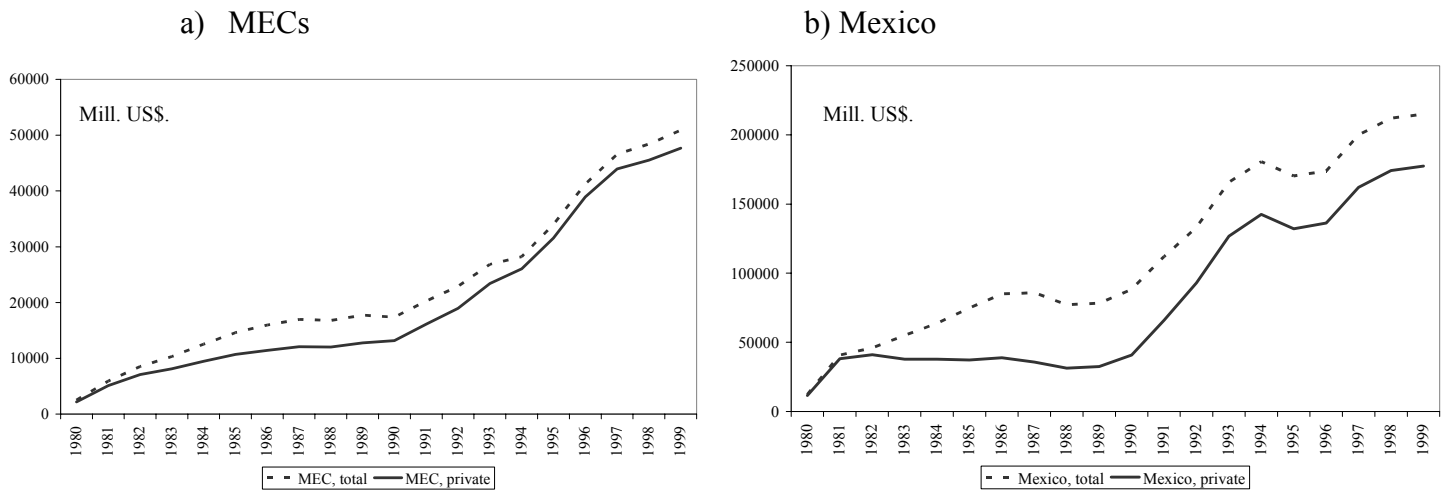 a) MECs
60000
50000
40000
30000
20000
10000
0
Mill. US$.
1980 1981 1982 1983 1984 1985 1986 1987 1988 1989 1990 1991 1992 1993 1994 1995 1996 1997 1998 1999
MEC, total MEC, private
b) Mexico
250000
200000
150000
100000
50000
0
Mill. US$.
1980 1981 1982 1983 1984 1985 1986 1987 1988 1989 1990 1991 1992 1993 1994 1995 1996 1997 1998 1999
Mexico, total Mexico, private